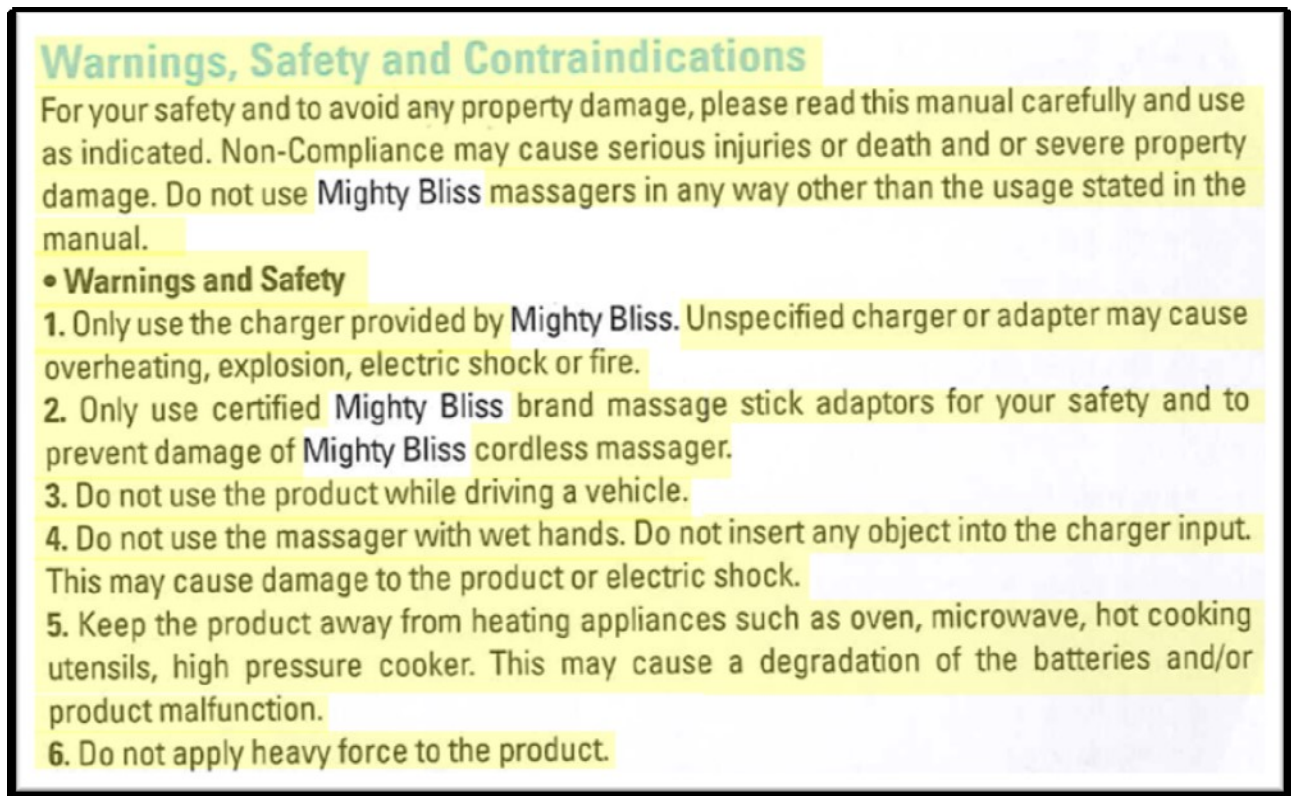 Warnings, Safety and Contraindications
For your safety and to avoid any property damage, please read this manual carefully and use
as indicated. Non-Compliance may cause serious injuries or death and or severe property
damage. Do not use Mighty Bliss massagers in any way other than the usage stated in the
manual.
• Warnings and Safety
1. Only use the charger provided by Mighty Bliss. Unspecified charger or adapter may cause
overheating, explosion, electric shock or fire.
2. Only use certified Mighty Bliss brand massage stick adaptors for your safety and to
prevent damage of Mighty Bliss cordless massager.
3. Do not use the product while driving a vehicle.
4. Do not use the massager with wet hands. Do not insert any object into the charger input.
This may cause damage to the product or electric shock.
5. Keep the product away from heating appliances such as oven, microwave, hot cooking
utensils, high pressure cooker. This may cause a degradation of the batteries and/or
product malfunction.
6. Do not apply heavy force to the product.